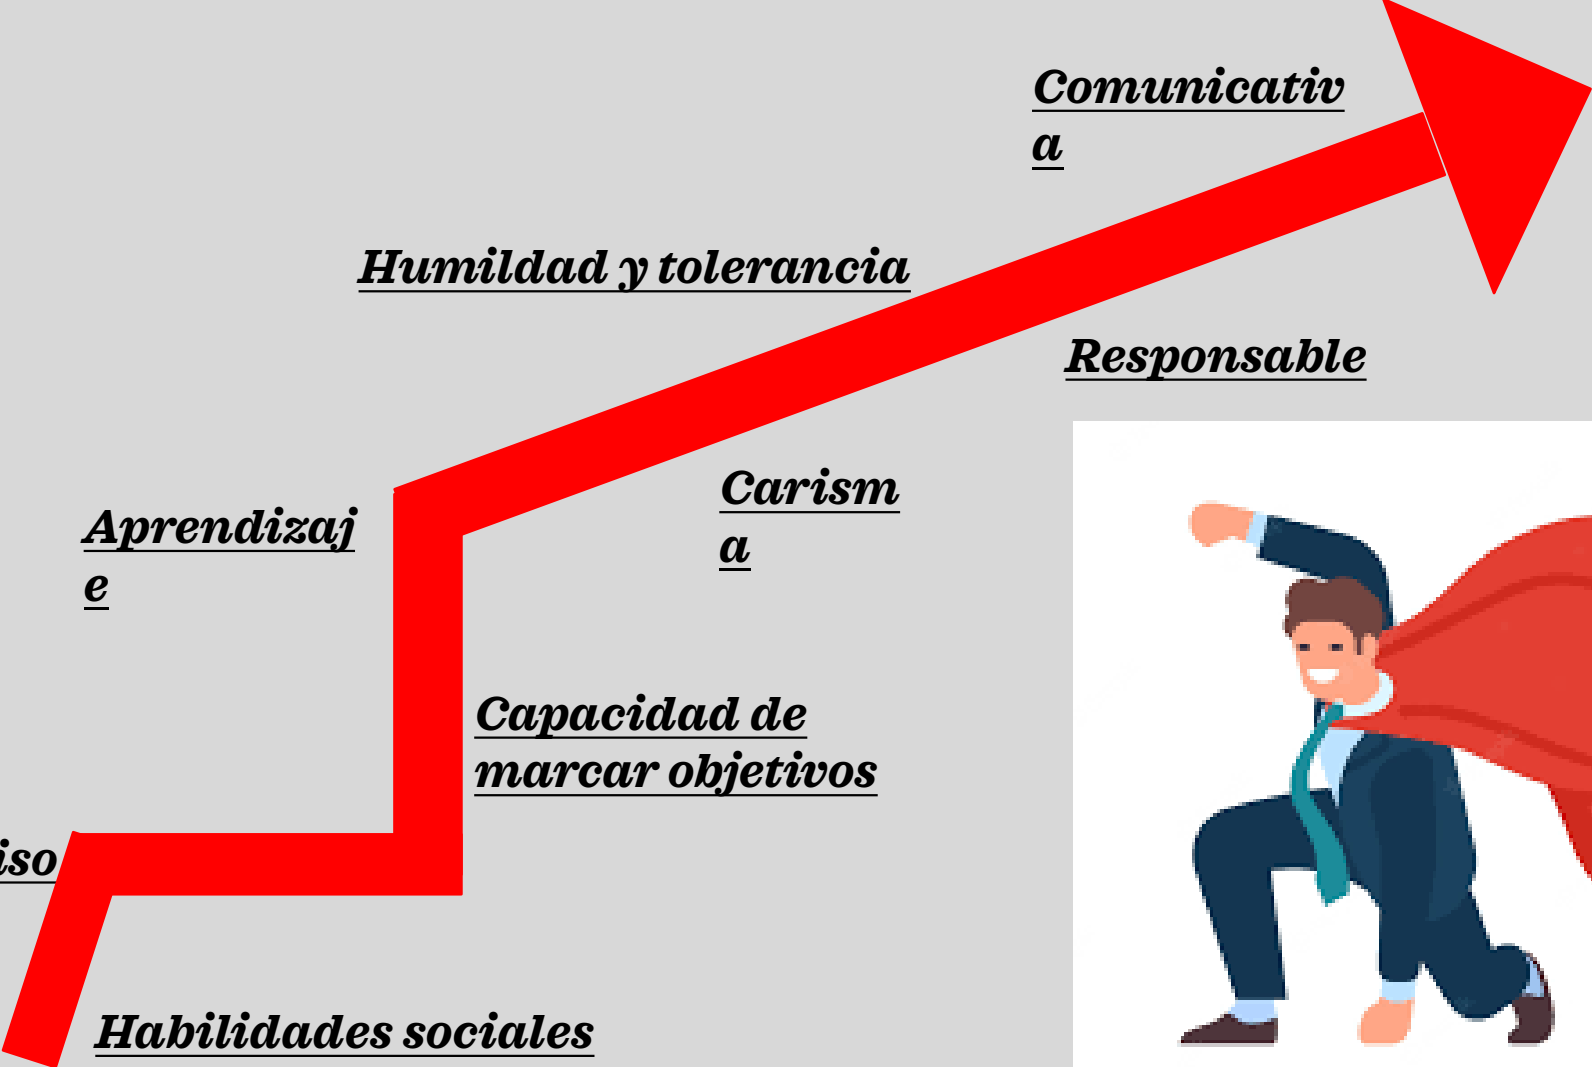 Comunicativ
a
Humildad y tolerancia
Responsable
Carism
a
Aprendizaj
e
Capacidad de
marcar objetivos
iso
Habilidades sociales